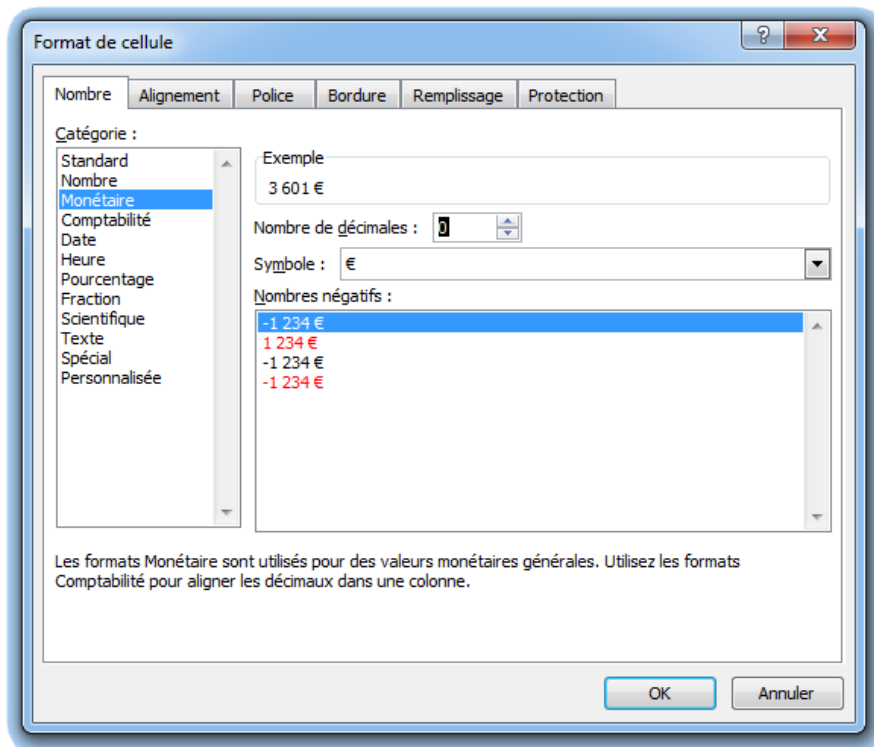 Format de cellule
Nombre Alignement Police Bordure Remplissage Protection
Catégorie :
Standard
Nombre
Monétaire
Comptabilité
Date
Heure
Pourcentage
Fraction
Scientifique
Texte
Spécial
Personnalisée
Exemple
3 601 €
Nombre de décimales : 0
Symbole : €
Nombres négatifs :
-1 234 €
1 234 €
-1 234 €
-1 234 €
Les formats Monétaire sont utilisés pour des valeurs monétaires générales. Utilisez les formats
Comptabilité pour aligner les décimaux dans une colonne.
OK Annuler